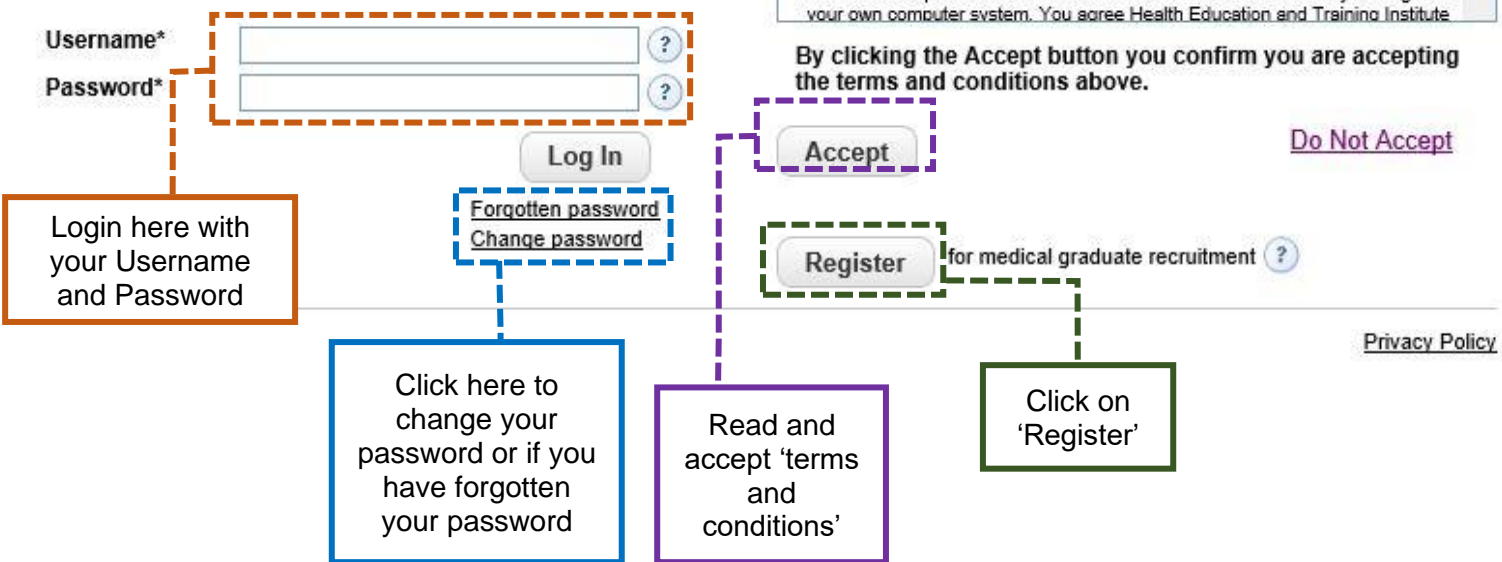 your own computer system. You agree Health Education and Training Institute
Username*
?
Password*
?
By clicking the Accept button you confirm you are accepting
the terms and conditions above.
Log In
Accept
Do Not Accept
Forgotten password
Change password
Register
for medical graduate recruitment ?
Privacy Policy
Login here with
your Username
and Password
Click here to
change your
password or if you
have forgotten
your password
Read and
accept ‘terms
and
conditions’
Click on
‘Register’